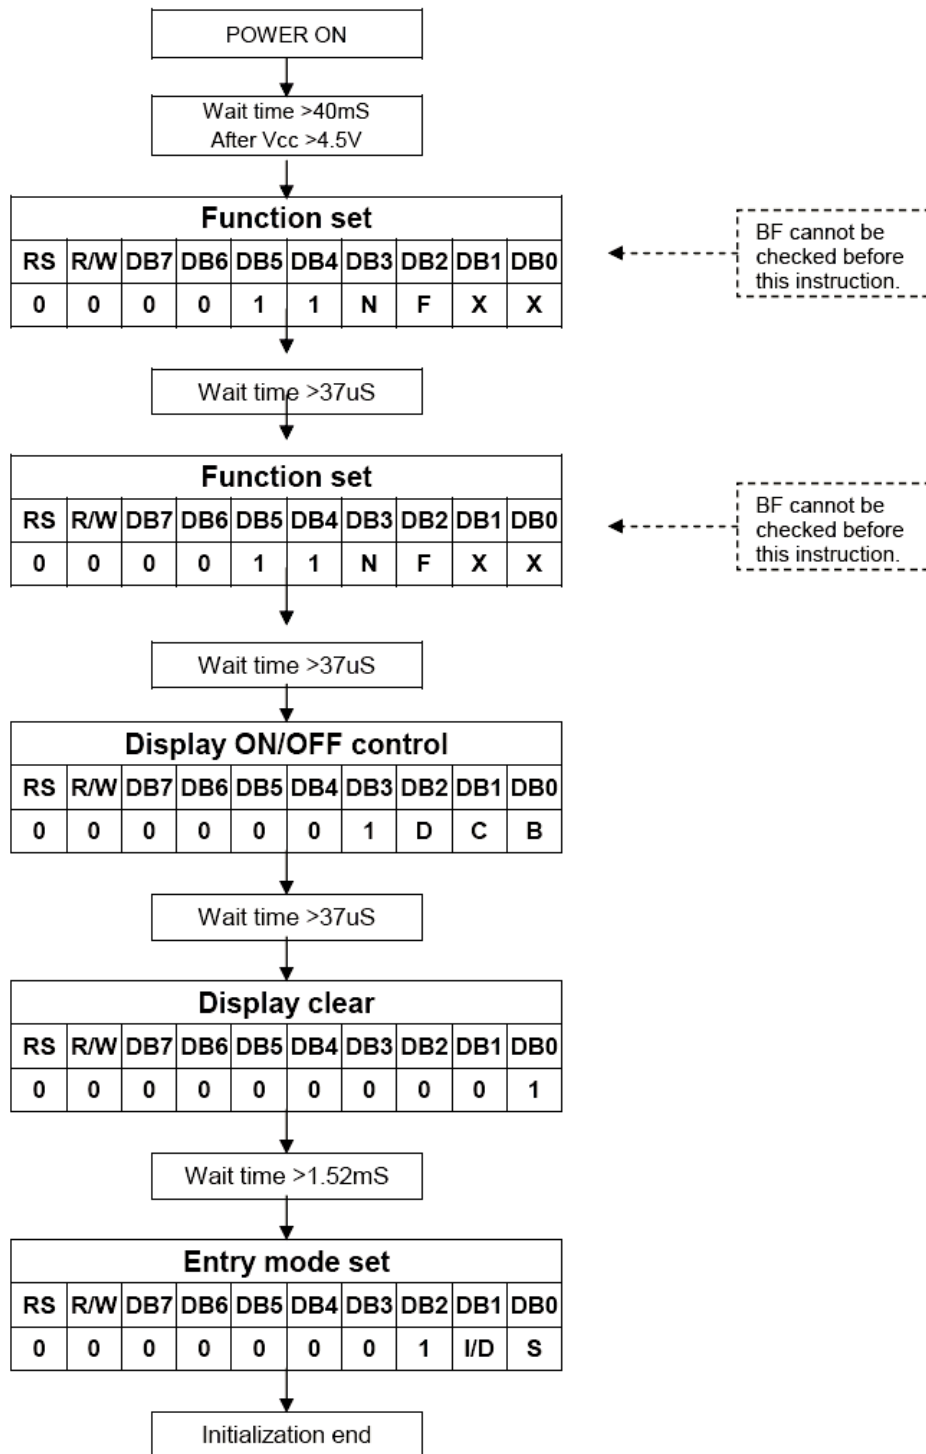 POWER ON
Wait time >40mS
After Vcc >4.5V
Function set
RS R/W DB7 DB6 DB5 DB4 DB3 DB2 DB1 DB0
0 0 0 0 1 1 N F X X
BF cannot be
checked before
this instruction.
Wait time >37uS
Function set
RS R/W DB7 DB6 DB5 DB4 DB3 DB2 DB1 DB0
0 0 0 0 1 1 N F X X
BF cannot be
checked before
this instruction.
Wait time >37uS
Display ON/OFF control
RS R/W DB7 DB6 DB5 DB4 DB3 DB2 DB1 DB0
0 0 0 0 0 0 1 D C B
Wait time >37uS
Display clear
RS R/W DB7 DB6 DB5 DB4 DB3 DB2 DB1 DB0
0 0 0 0 0 0 0 0 0 1
Wait time >1.52mS
Entry mode set
RS R/W DB7 DB6 DB5 DB4 DB3 DB2 DB1 DB0
0 0 0 0 0 0 0 1 I/D S
Initialization end